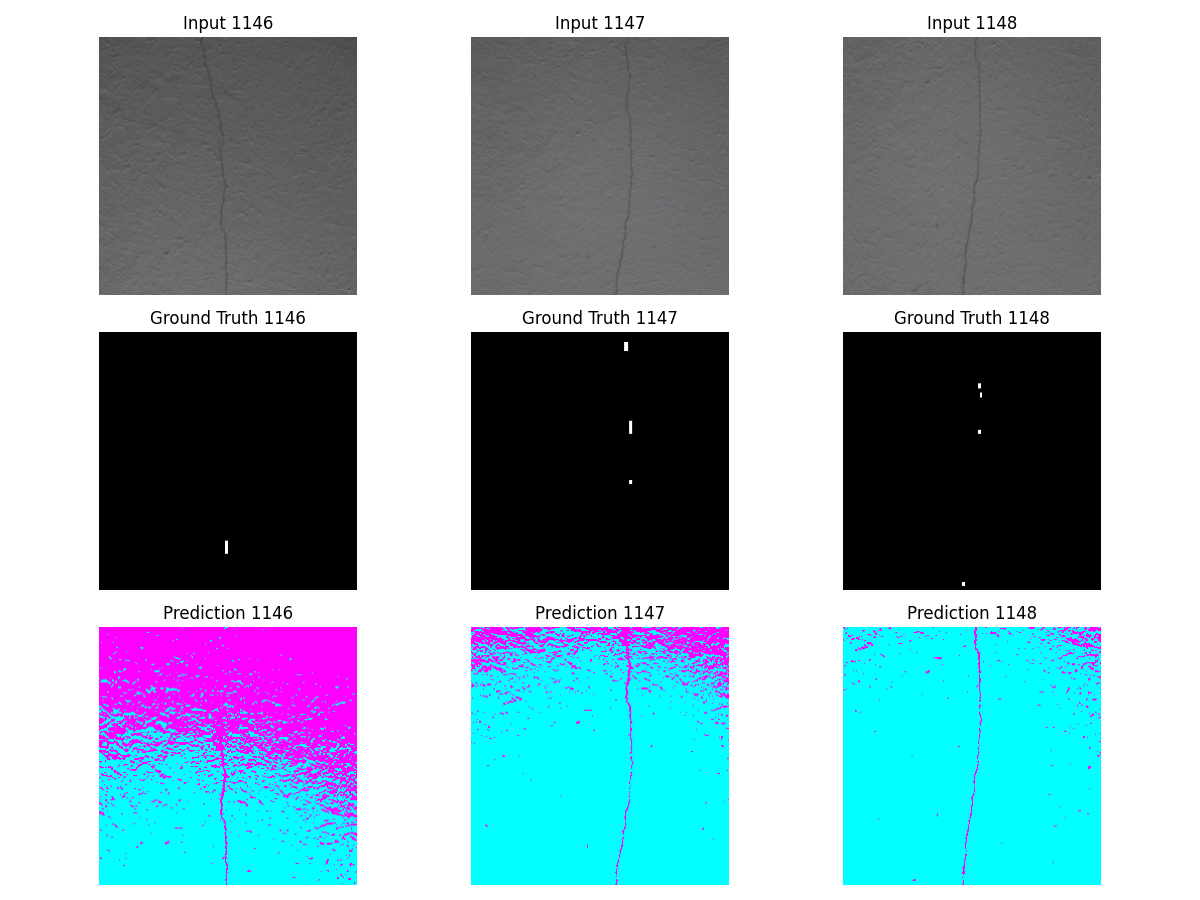 Input 1146
Input 1147
Input 1148
Ground Truth 1146
Ground Truth 1147
Ground Truth 1148
Prediction 1146
Prediction 1147
Prediction 1148